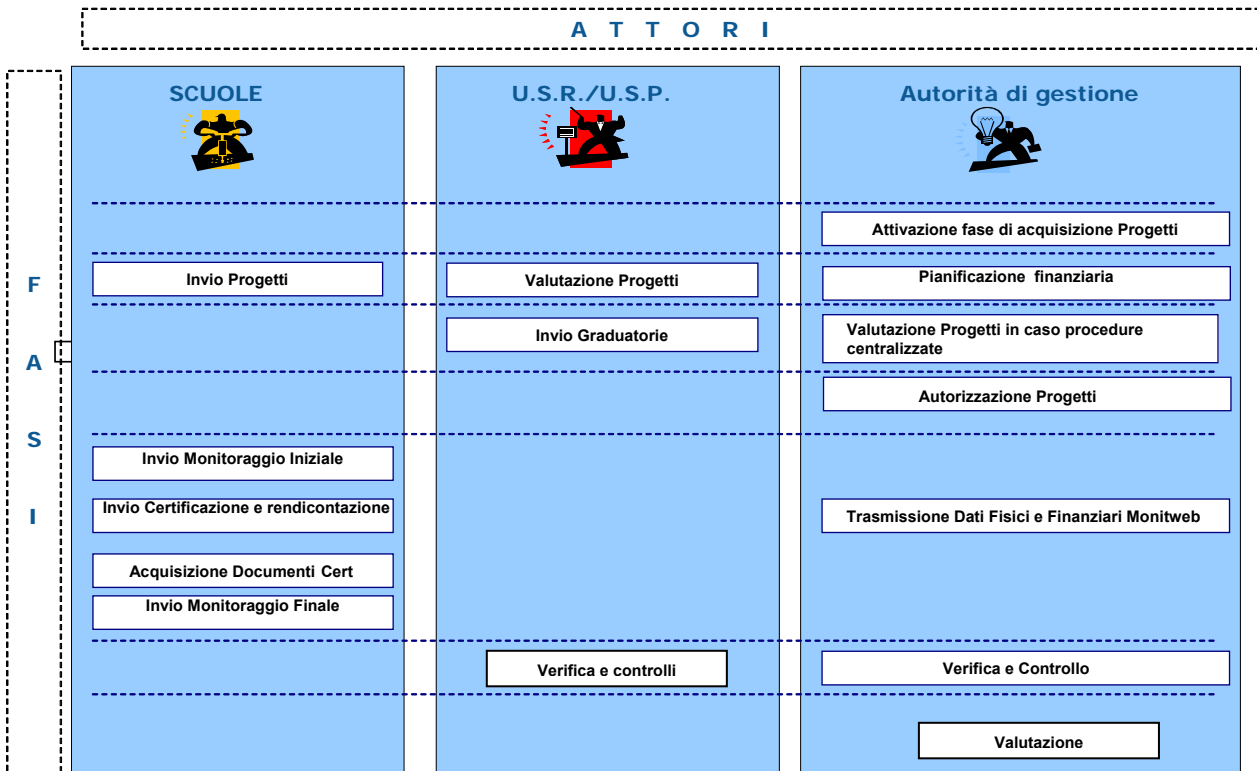 A T T O R I
SCUOLE
U.S.R./U.S.P.
Autorità di gestione
F
A
S
I
Attivazione fase di acquisizione Progetti
Invio Progetti
Valutazione Progetti
Pianificazione finanziaria
Invio Graduatorie
Valutazione Progetti in caso procedure
centralizzate
Autorizzazione Progetti
Invio Monitoraggio Iniziale
Invio Certificazione e rendicontazione
Trasmissione Dati Fisici e Finanziari Monitweb
Acquisizione Documenti Cert
Invio Monitoraggio Finale
Verifica e controlli
Verifica e Controllo
Valutazione